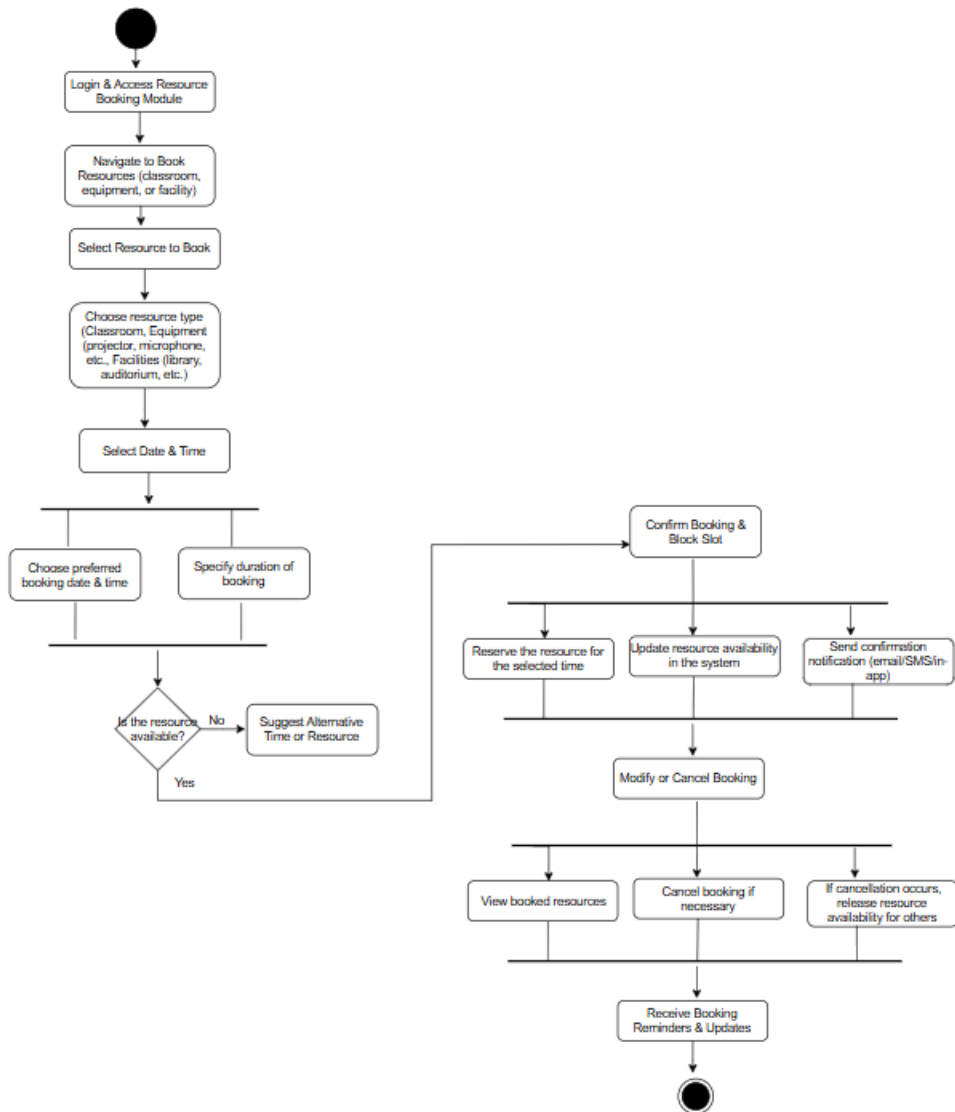 Login & Access Resource
Booking Module
Navigate to Book
Resources (classroom,
equipment, or facility)
Select Resource to Book
Choose resource type
(Classroom, Equipment
(projector, microphone,
etc., Facilities (library,
auditorium, etc.)
Select Date & Time
Choose preferred
booking date & time
Specify duration of
booking
Is the resource
available?
No
Suggest Alternative
Time or Resource
Yes
Confirm Booking &
Block Slot
Reserve the resource for
the selected time
Update resource availability
in the system
Send confirmation
notification (email/SMS/in-
app)
Modify or Cancel Booking
View booked resources
Cancel booking if
necessary
If cancellation occurs,
release resource
availability for others
Receive Booking
Reminders & Updates